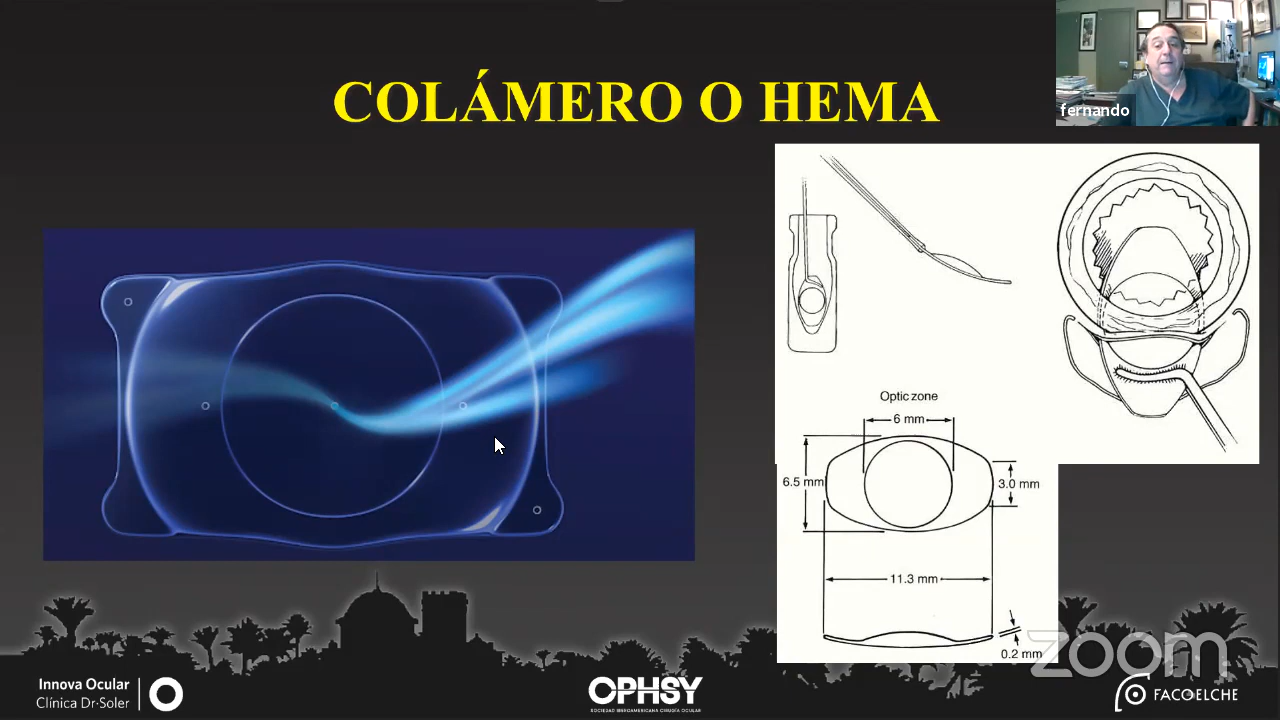 COLÁMERO O HEMA
fernando
Optic zone
6 mm
6.5 mm
3.0 mm
11.3 mm
0.2 mm
zoom
Innova Ocular
Clínica Dr·Soler
OPHSY
SOCIEDAD IBEROAMERICANA CIRUGÍA OCULAR
FACOELCHE